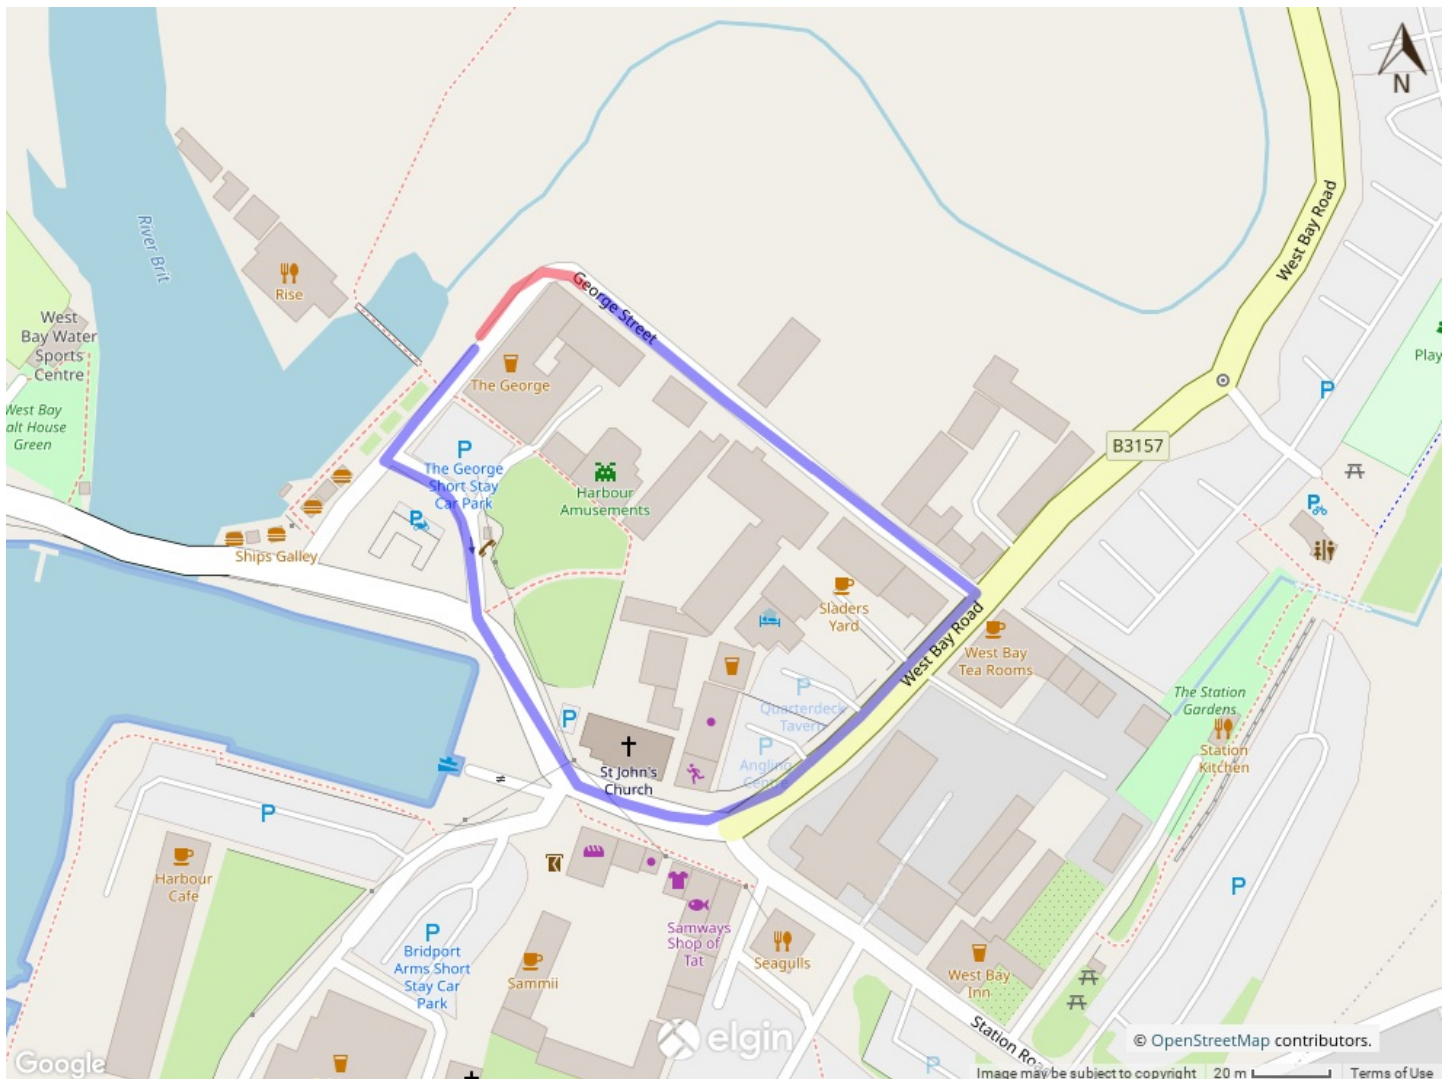 N
River Brit
Rise
West
Bay Water
Sports
Centre
West Bay
alt House
Green
George Street
The George
West Bay Road
Play
P
B3157
P
The George
Short Stay
Car Park
Harbour
Amusements
P
P
Ships Galley
Sladers
Yard
West Bay Road
West Bay
Tea Rooms
The Station
Gardens
P
Quarterdeck
Tavern
P
Angling
Centre
P
St John's
Church
Station
Kitchen
P
Harbour
Cafe
P
P
Bridport
Arms Short
Stay Car
Park
Sammii
Samways
Shop of
Tat
Seagulls
West Bay
Inn
Station Road
elgin
P
Google
© OpenStreetMap contributors.
Image may be subject to copyright
20 m
Terms of Use